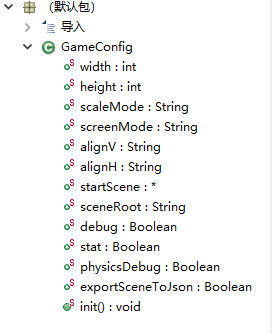 (默认包)
导入
GameConfig
width : int
height : int
scaleMode : String
screenMode : String
alignV : String
alignH : String
startScene : *
sceneRoot : String
debug : Boolean
stat : Boolean
physicsDebug : Boolean
exportSceneToJson : Boolean
init() : void